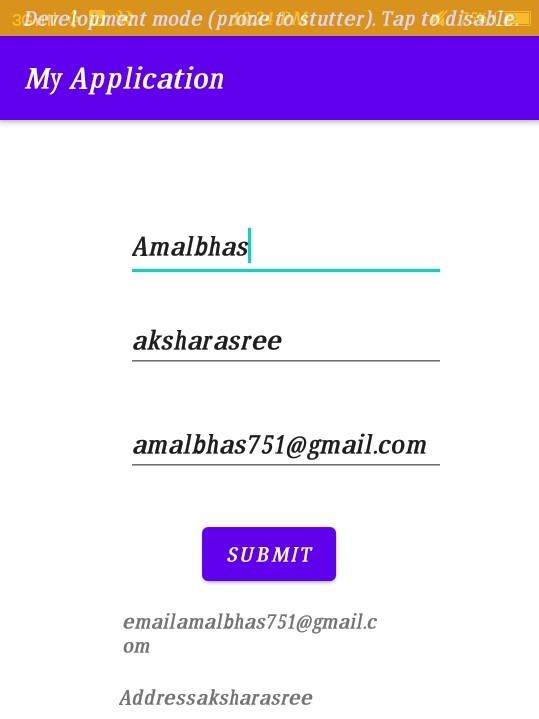 Development mode (prone to stutter). Tap to disable.
My Application
Amalbhas
aksharasree
amalbhas751@gmail.com
SUBMIT
emailamalbhas751@gmail.c
om
Addressaksharasree